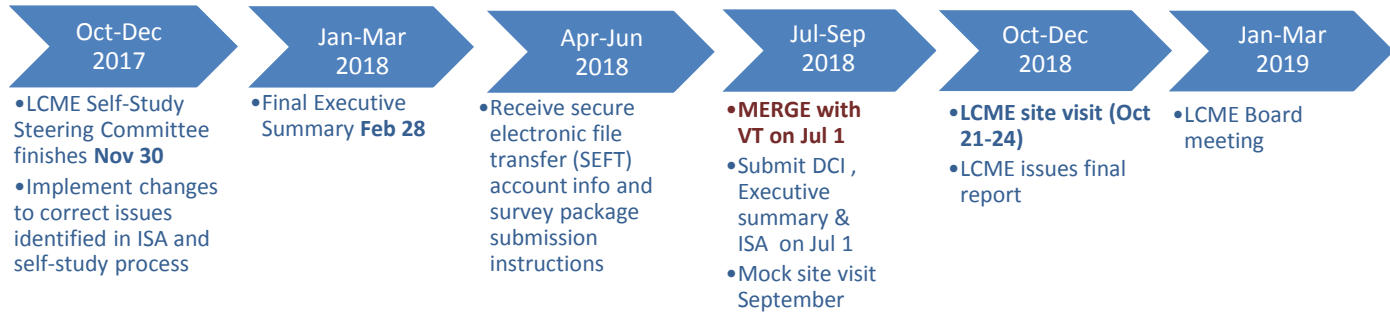 Oct-Dec
2017
•LCME Self-Study
Steering Committee
finishes Nov 30
•Implement changes
to correct issues
identified in ISA and
self-study process
Jan-Mar
2018
•Final Executive
Summary Feb 28
Apr-Jun
2018
•Receive secure
electronic file
transfer (SEFT)
account info and
survey package
submission
instructions
Jul-Sep
2018
•MERGE with
VT on Jul 1
•Submit DCI ,
Executive
summary &
ISA on Jul 1
•Mock site visit
September
Oct-Dec
2018
•LCME site visit (Oct
21-24)
•LCME issues final
report
Jan-Mar
2019
•LCME Board
meeting